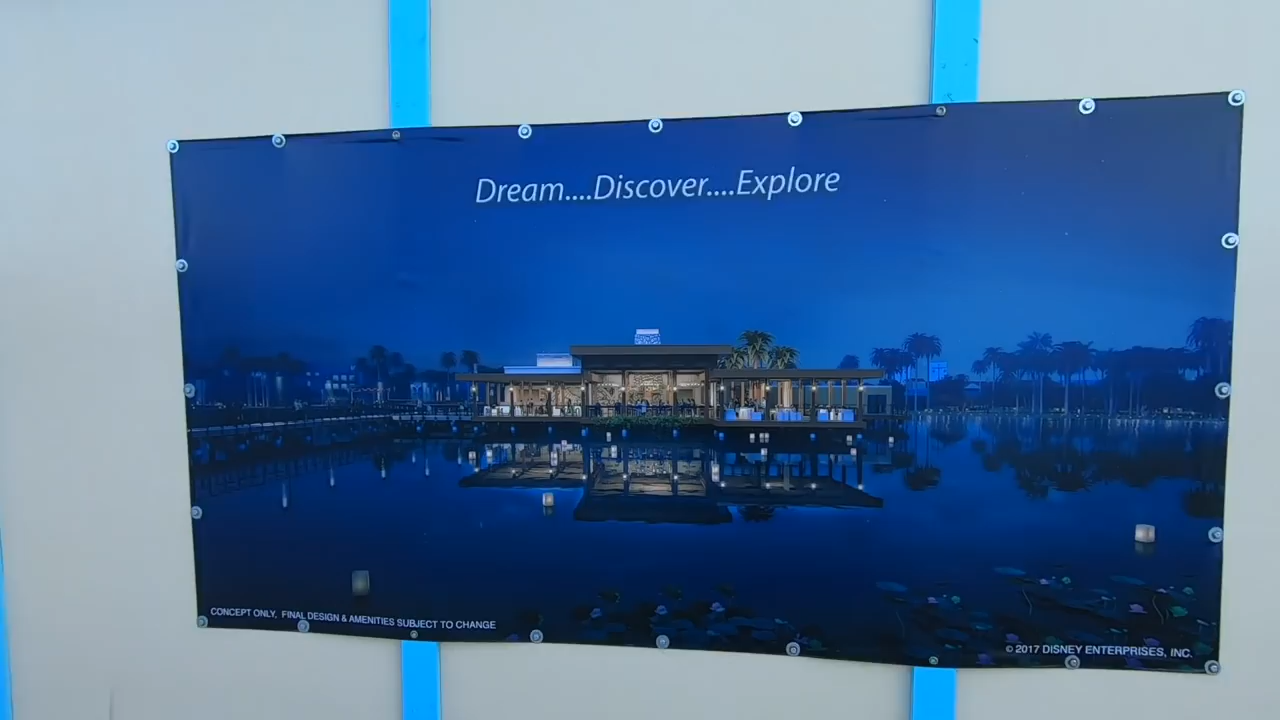 Dream....Discover....Explore
CONCEPT ONLY, FINAL DESIGN & AMENITIES SUBJECT TO CHANGE
© 2017 DISNEY ENTERPRISES, INC.